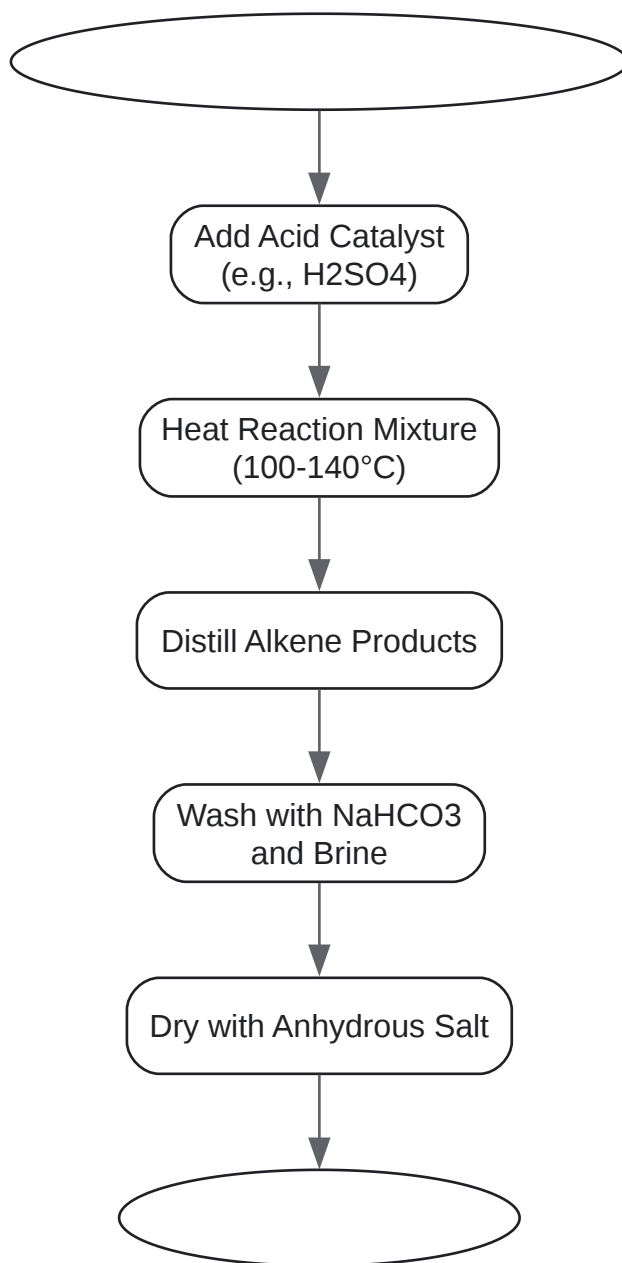 Add Acid Catalyst
(e.g., H2SO4)
Heat Reaction Mixture
(100-140°C)
Distill Alkene Products
Wash with NaHCO3
and Brine
Dry with Anhydrous Salt